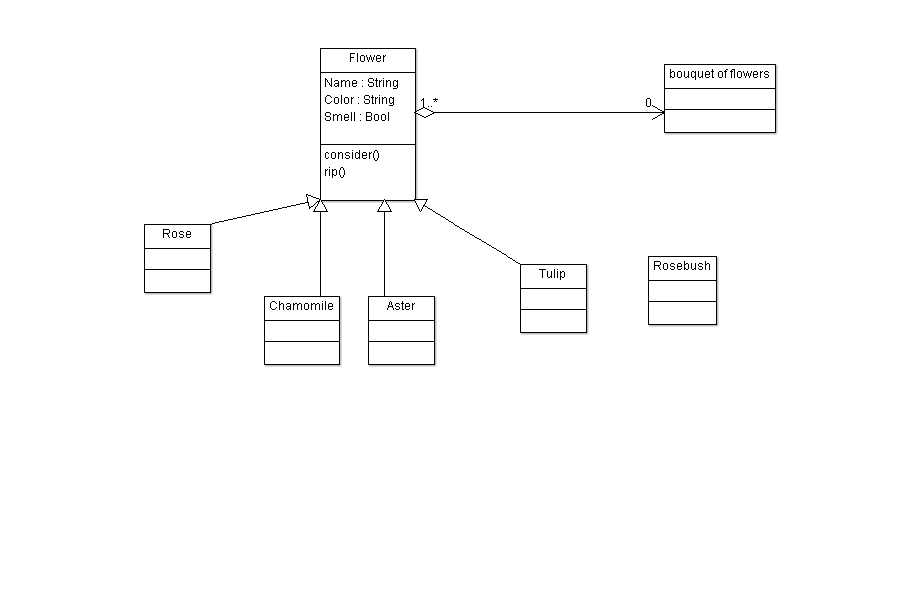 Flower
Name : String
Color : String
Smell : Bool
consider()
rip()
1..*
0..
bouquet of flowers
Rose
Chamomile
Aster
Tulip
Rosebush